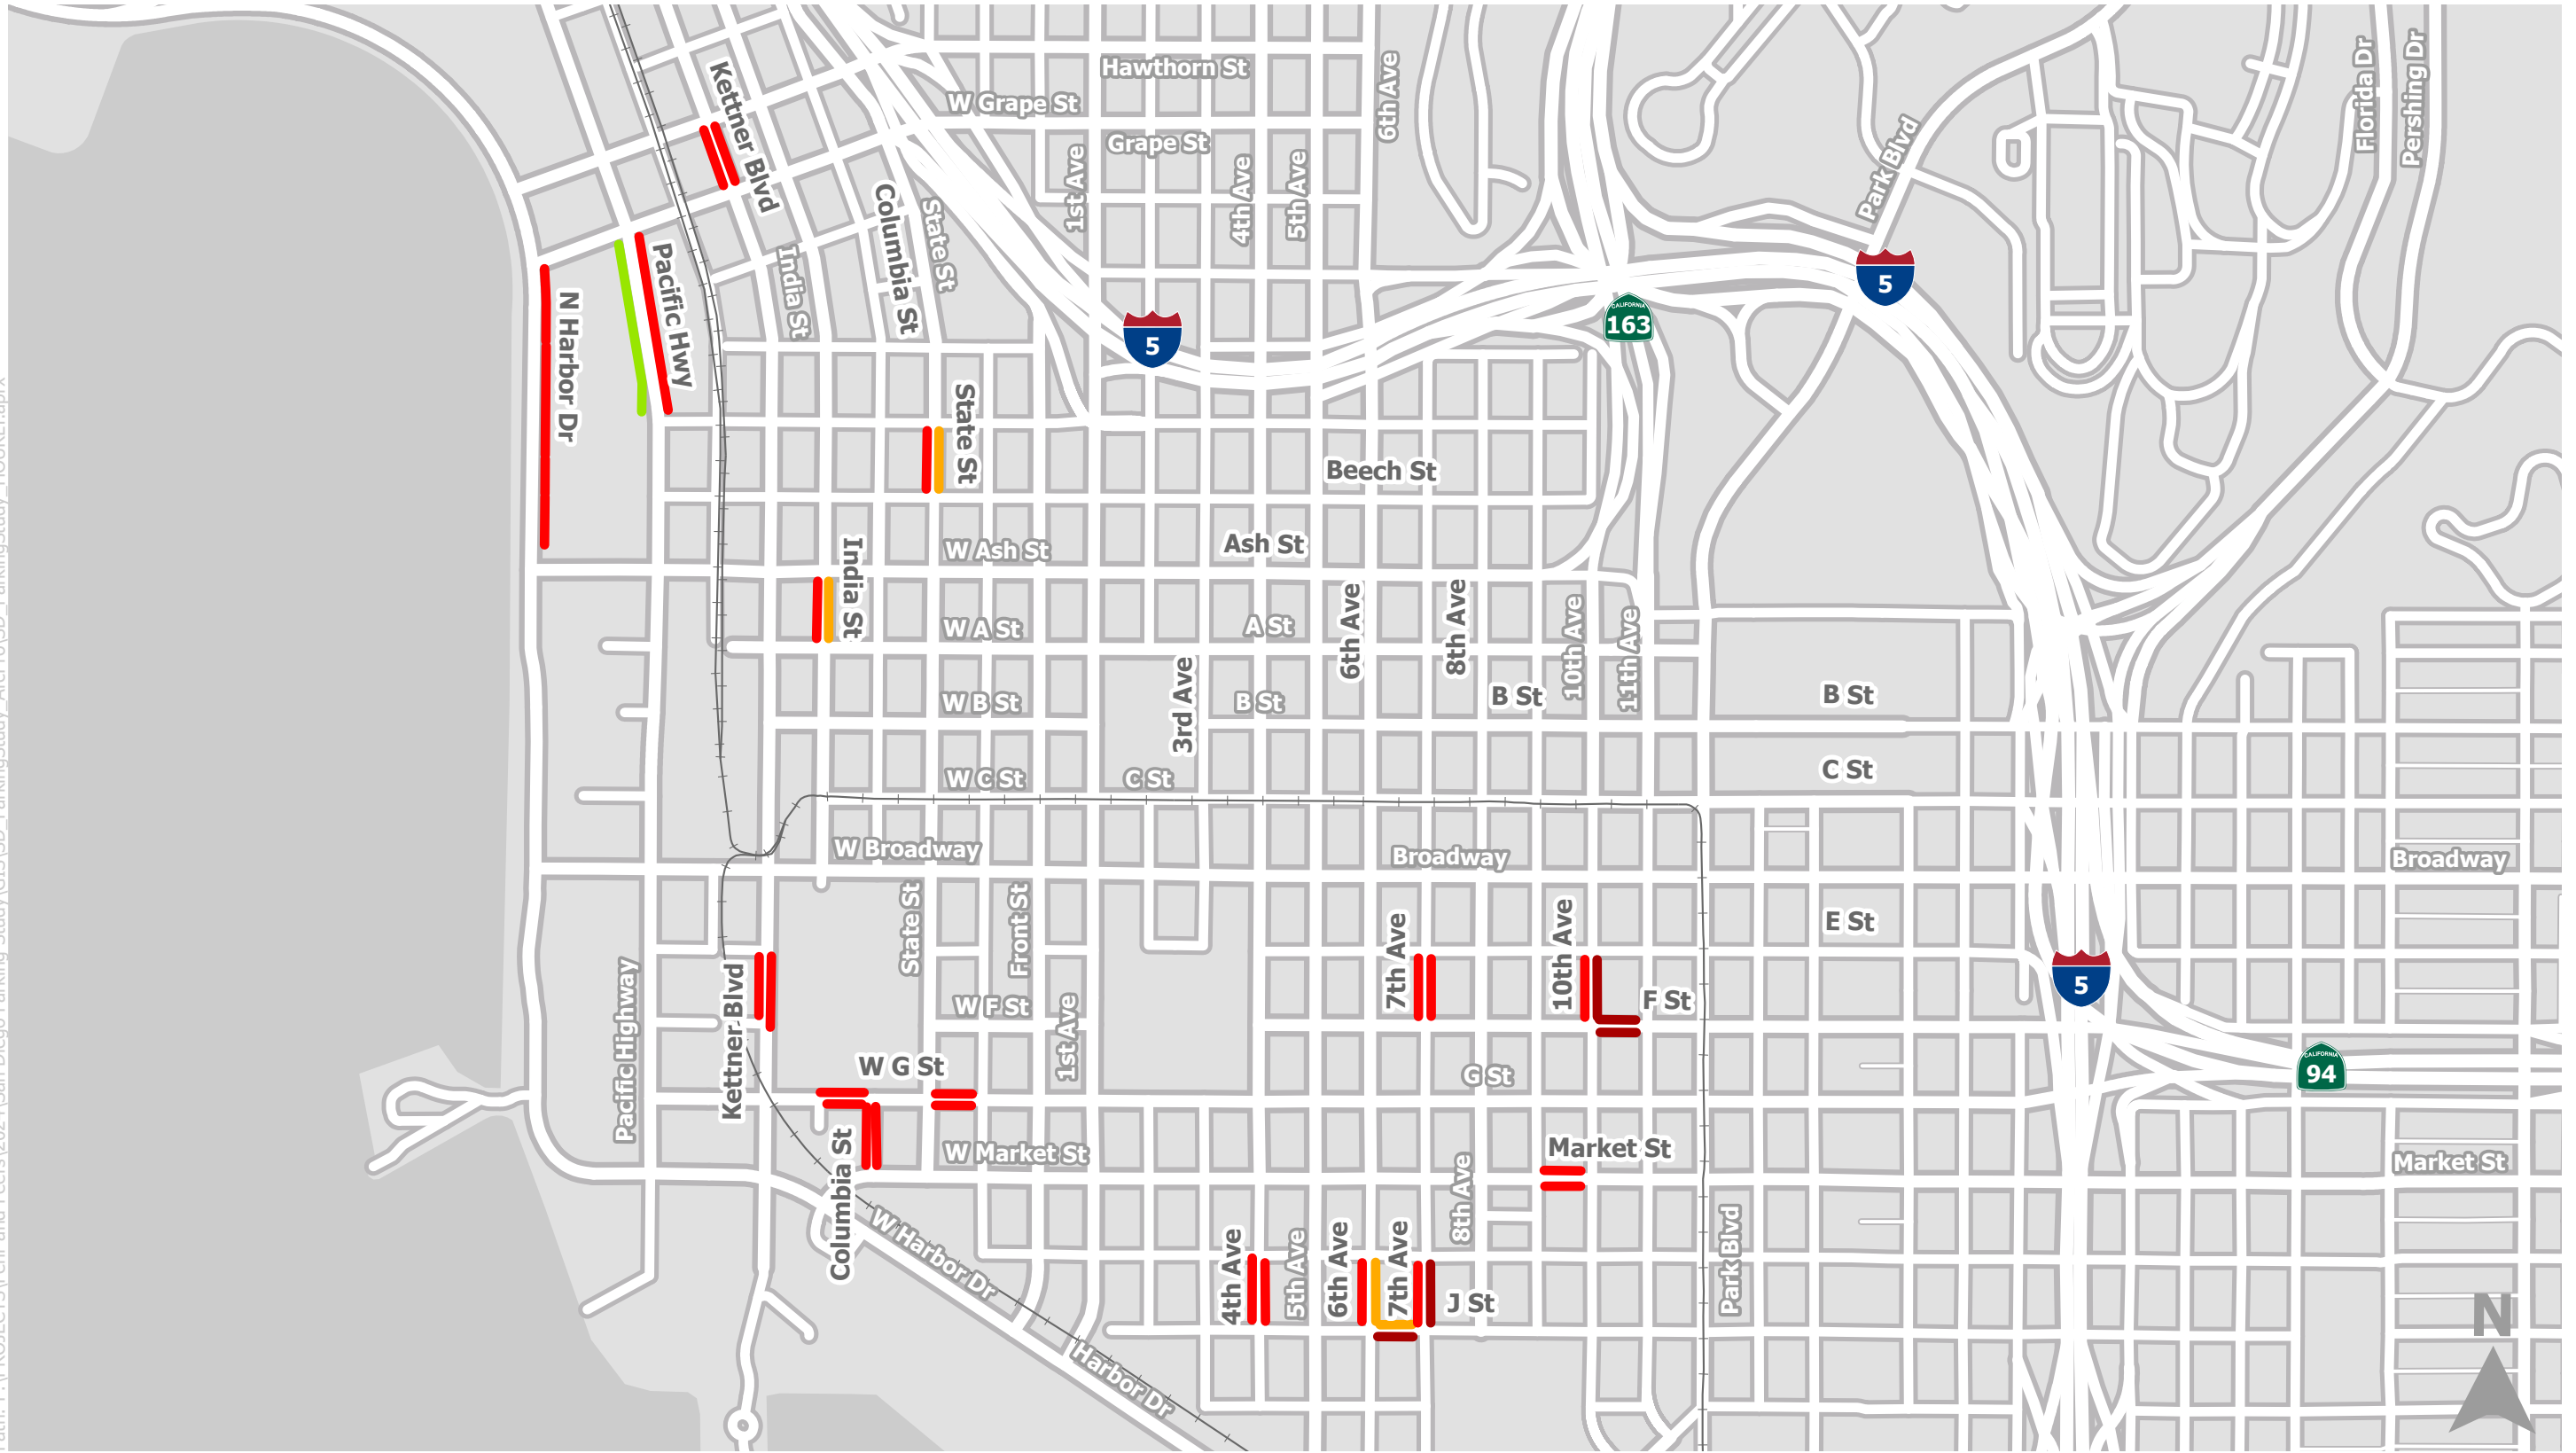 Hawthorn St
W Grape St
Grape St
Kettner Blvd
6th Ave
Florida Dr
Pershing Dr
Park Blvd
1st Ave
4th Ave
5th Ave
Columbia St
State St
India St
Pacific Hwy
N Harbor Dr
5
5
CALIFORNIA
163
State St
Beech St
W Ash St
Ash St
India St
W A St
A St
6th Ave
8th Ave
10th Ave
11th Ave
3rd Ave
W B St
B St
B St
B St
W C St
C St
C St
W Broadway
Broadway
Broadway
State St
Front St
7th Ave
10th Ave
E St
5
Pacific Highway
Kettner Blvd
W F St
1st Ave
F St
W G St
G St
CALIFORNIA
94
Columbia St
W Market St
Market St
Market St
8th Ave
W Harbor Dr
4th Ave
5th Ave
6th Ave
7th Ave
J St
Park Blvd
Harbor Dr
N